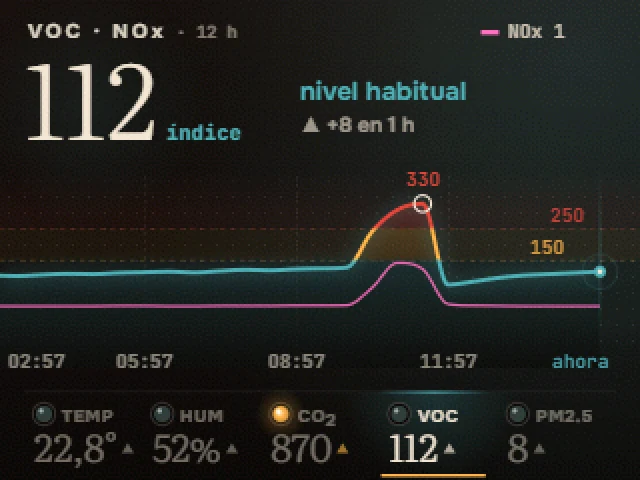 VOC · NOx · 12 h
NOx 1
112 índice
nivel habitual
▲ +8 en 1 h
330
250
150
02:57 05:57 08:57 11:57 ahora
TEMP HUM CO₂ VOC PM2.5
22,8° ▲ 52% ▲ 870 ▲ 112 ▲ 8 ▲